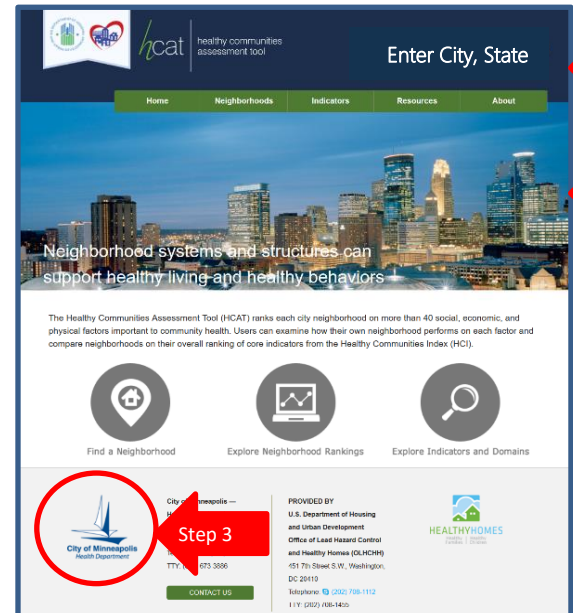 hcat healthy communities
assessment tool
Enter City, State
Home Neighborhoods Indicators Resources About
Neighborhood systems and structures can
support healthy living and healthy behaviors
The Healthy Communities Assessment Tool (HCAT) ranks each city neighborhood on more than 40 social, economic, and
physical factors important to community health. Users can examine how their own neighborhood performs on each factor and
compare neighborhoods on their overall ranking of core indicators from the Healthy Communities Index (HCI).
Find a Neighborhood Explore Neighborhood Rankings Explore Indicators and Domains
City of Minneapolis
Health Department
City of Minneapolis —
Step 3
TTY: 673 3886
CONTACT US
PROVIDED BY
U.S. Department of Housing
and Urban Development
Office of Lead Hazard Control
and Healthy Homes (OLHCHH)
451 7th Street S.W., Washington,
DC 20410
Telephone: (202) 708-1112
TTY: (202) 708-1455
HEALTHYHOMES